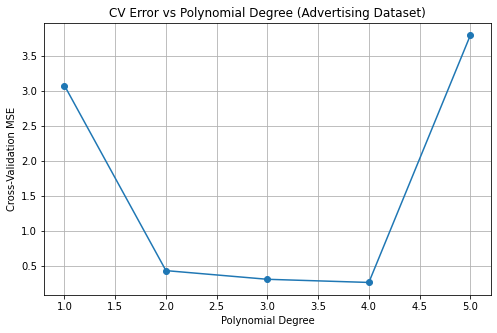 CV Error vs Polynomial Degree (Advertising Dataset)
Cross-Validation MSE
3.5
3.0
2.5
2.0
1.5
1.0
0.5
1.0 1.5 2.0 2.5 3.0 3.5 4.0 4.5 5.0
Polynomial Degree